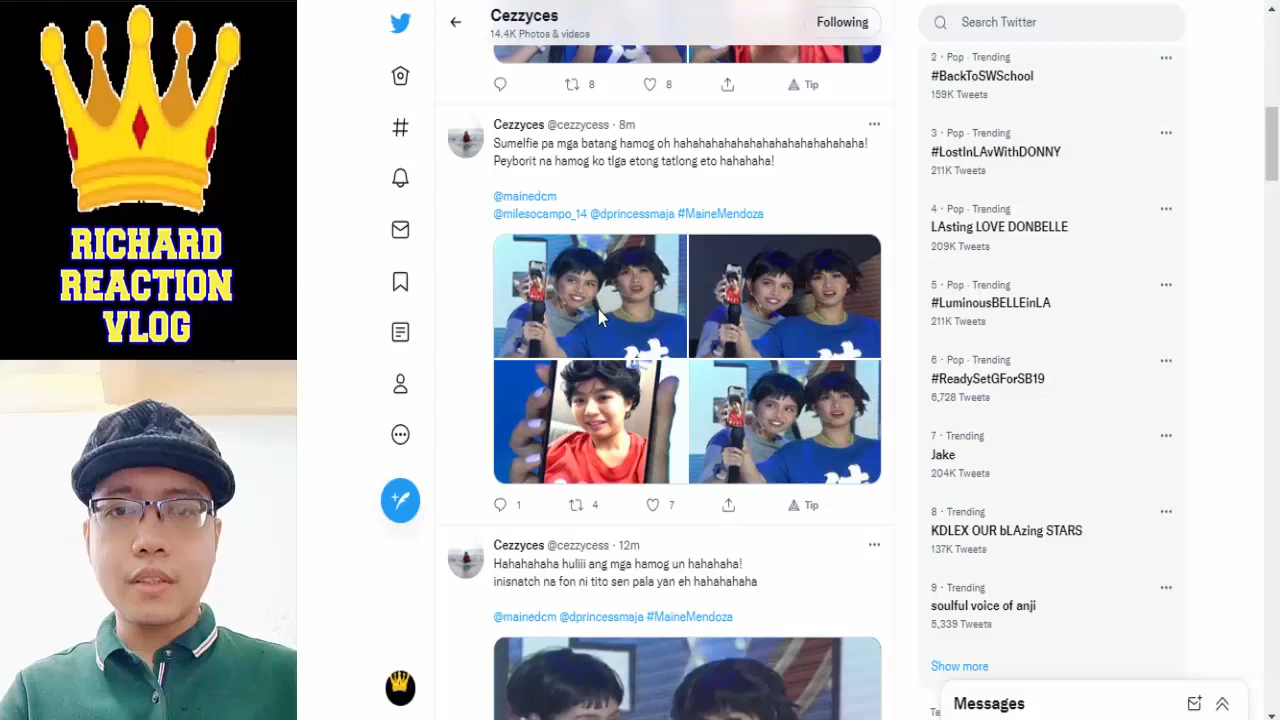 RICHARD
REACTION
VLOG
Cezzyces
14.4K Photos & videos
Following
8
8
Tip
Cezzyces @cezzycess · 8m
Sumelfie pa mga batang hamog oh hahahahahahahahahahahahahahaha!
Peyborit na hamog ko tlga etong tatlong eto hahahaha!
@mainedcm
@milesocampo_14 @dprincessmaja #MaineMendoza
1
4
7
Tip
Cezzyces @cezzycess · 12m
Hahahahaha huliii ang mga hamog un hahahaha!
inisnatch na fon ni tito sen pala yan eh hahahahaha
@mainedcm @dprincessmaja #MaineMendoza
Search Twitter
2 · Pop · Trending
#BackToSWSchool
159K Tweets
3 · Pop · Trending
#LostInLAvWithDONNY
211K Tweets
4 · Pop · Trending
LAsting LOVE DONBELLE
209K Tweets
5 · Pop · Trending
#LuminousBELLEinLA
211K Tweets
6 · Pop · Trending
#ReadySetGForSB19
6,728 Tweets
7 · Trending
Jake
204K Tweets
8 · Trending
KDLEX OUR bLAzing STARS
137K Tweets
9 · Trending
soulful voice of anji
5,339 Tweets
Show more
Messages